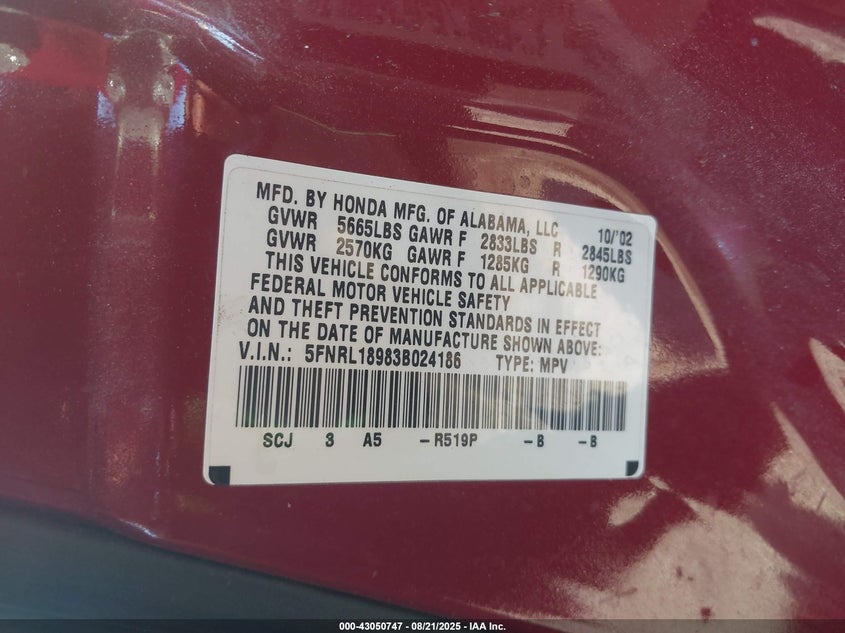 MFD. BY HONDA MFG. OF ALABAMA, LLC 10/'02
GVWR 5665LBS GAWR F 2833LBS R 2845LBS
GVWR 2570KG GAWR F 1285KG R 1290KG
THIS VEHICLE CONFORMS TO ALL APPLICABLE
FEDERAL MOTOR VEHICLE SAFETY
AND THEFT PREVENTION STANDARDS IN EFFECT
ON THE DATE OF MANUFACTURE SHOWN ABOVE:
V.I.N.: 5FNRL18983B024186 TYPE: MPV
SCJ 3 A5 -R519P -B -B
000-43050747 - 08/21/2025 - IAA Inc.